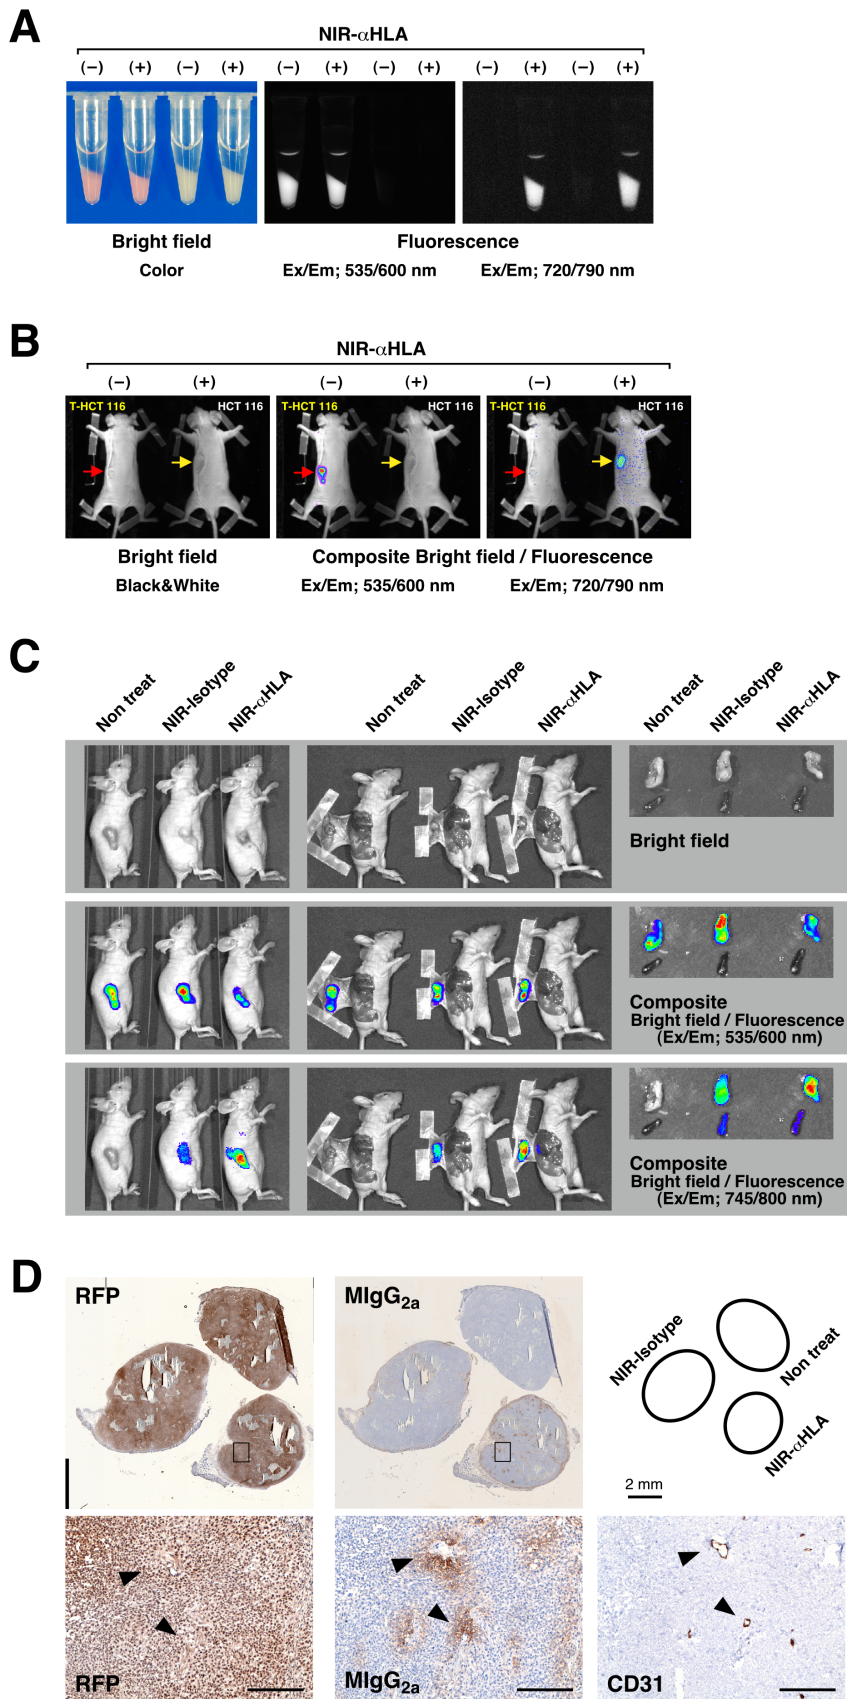 A
NIR-αHLA
(−) (+) (−) (+) (−) (+) (−) (+) (−) (+) (−) (+)
Bright field Fluorescence
Color Ex/Em; 535/600 nm Ex/Em; 720/790 nm
B
NIR-αHLA
(−) (+) (−) (+) (−) (+)
T-HCT 116 HCT 116 T-HCT 116 HCT 116 T-HCT 116 HCT 116
Bright field Composite Bright field / Fluorescence
Black&White Ex/Em; 535/600 nm Ex/Em; 720/790 nm
C
Non treat NIR-Isotype NIR-αHLA Non treat NIR-Isotype NIR-αHLA Non treat NIR-Isotype NIR-αHLA
Bright field
Composite
Bright field / Fluorescence
(Ex/Em; 535/600 nm)
Composite
Bright field / Fluorescence
(Ex/Em; 745/800 nm)
D
RFP MIgG2a
NIR-Isotype
Non treat
NIR-αHLA
2 mm
RFP MIgG2a CD31